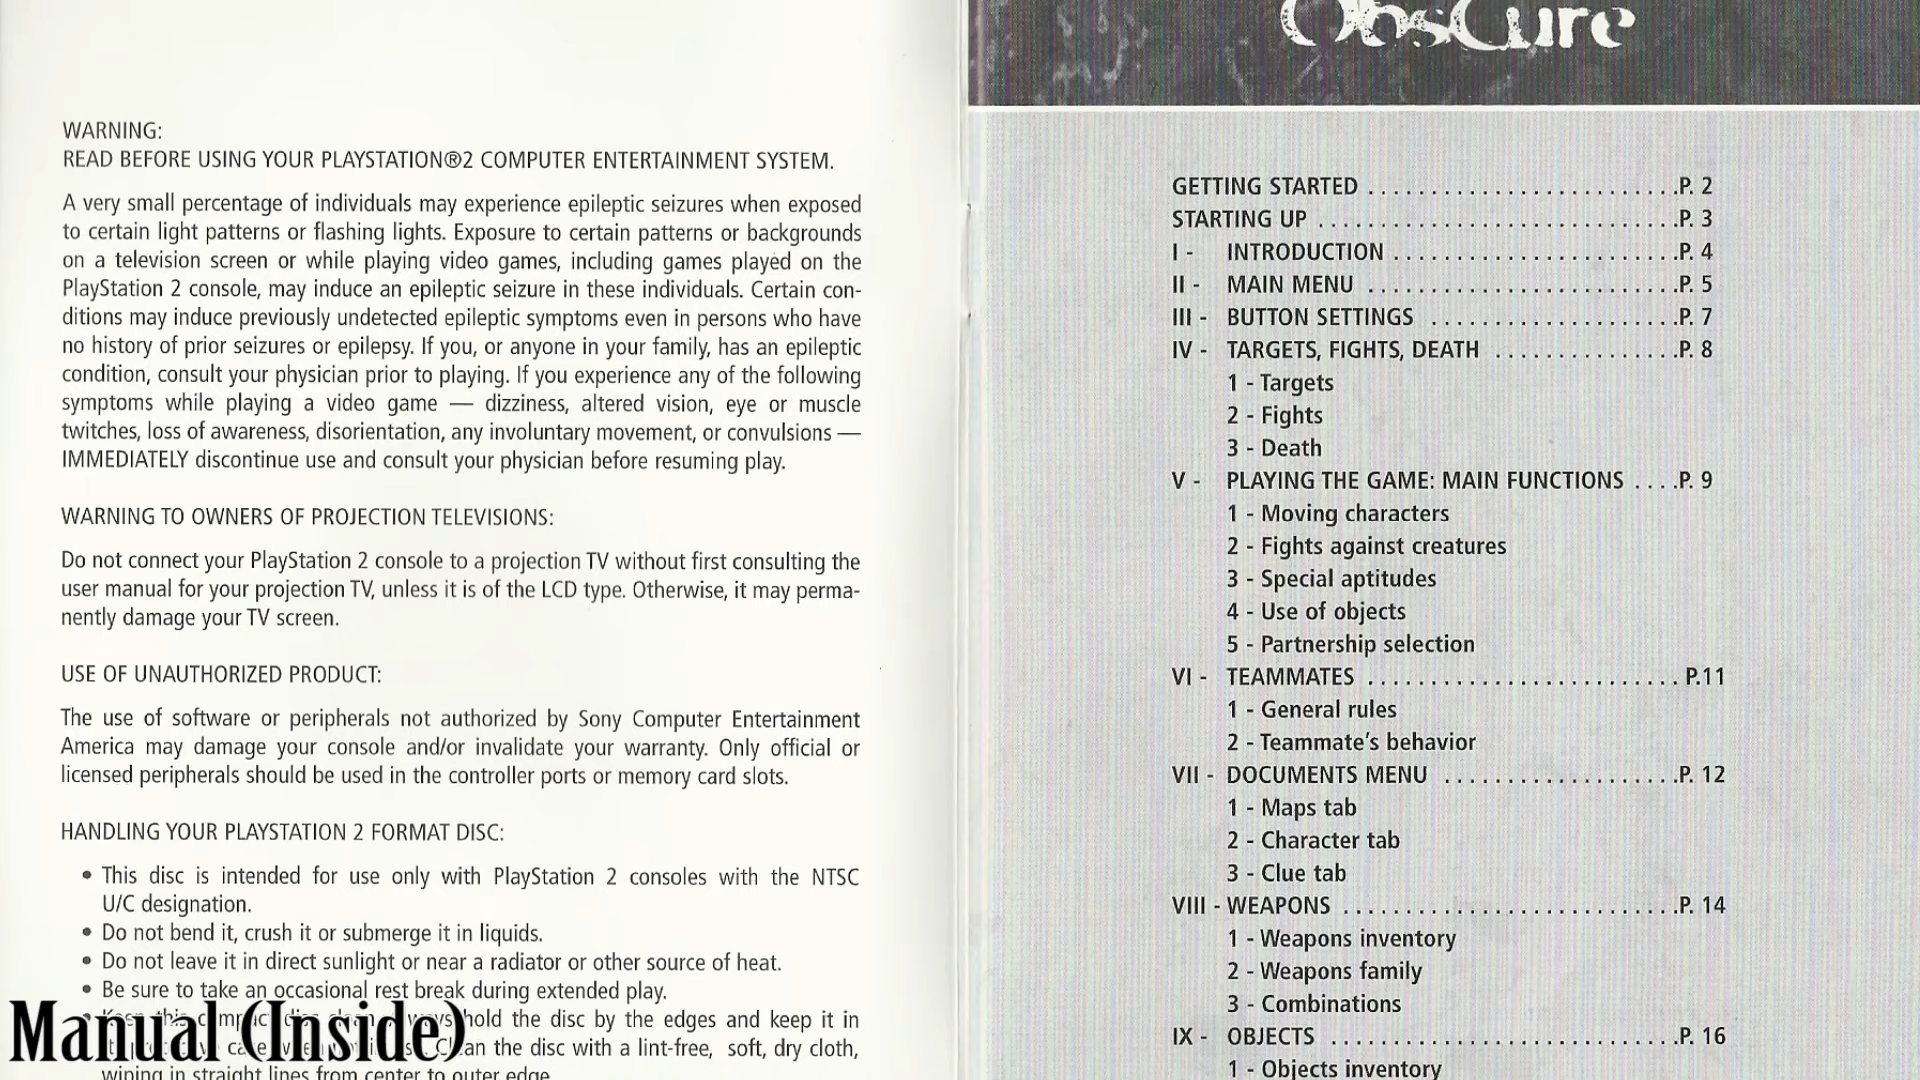 WARNING:
READ BEFORE USING YOUR PLAYSTATION®2 COMPUTER ENTERTAINMENT SYSTEM.
A very small percentage of individuals may experience epileptic seizures when exposed
to certain light patterns or flashing lights. Exposure to certain patterns or backgrounds
on a television screen or while playing video games, including games played on the
PlayStation 2 console, may induce an epileptic seizure in these individuals. Certain con-
ditions may induce previously undetected epileptic symptoms even in persons who have
no history of prior seizures or epilepsy. If you, or anyone in your family, has an epileptic
condition, consult your physician prior to playing. If you experience any of the following
symptoms while playing a video game — dizziness, altered vision, eye or muscle
twitches, loss of awareness, disorientation, any involuntary movement, or convulsions —
IMMEDIATELY discontinue use and consult your physician before resuming play.
WARNING TO OWNERS OF PROJECTION TELEVISIONS:
Do not connect your PlayStation 2 console to a projection TV without first consulting the
user manual for your projection TV, unless it is of the LCD type. Otherwise, it may perma-
nently damage your TV screen.
USE OF UNAUTHORIZED PRODUCT:
The use of software or peripherals not authorized by Sony Computer Entertainment
America may damage your console and/or invalidate your warranty. Only official or
licensed peripherals should be used in the controller ports or memory card slots.
HANDLING YOUR PLAYSTATION 2 FORMAT DISC:
• This disc is intended for use only with PlayStation 2 consoles with the NTSC
U/C designation.
• Do not bend it, crush it or submerge it in liquids.
• Do not leave it in direct sunlight or near a radiator or other source of heat.
• Be sure to take an occasional rest break during extended play.
hold the disc by the edges and keep it in
Clean the disc with a lint-free, soft, dry cloth,
wiping in straight lines from center to outer edge.
Manual (Inside)
ObsCure
GETTING STARTED . . . . . . . . . . . . . . . . . . . . . . . . .P. 2
STARTING UP . . . . . . . . . . . . . . . . . . . . . . . . . . . . .P. 3
I - INTRODUCTION . . . . . . . . . . . . . . . . . . . . . . .P. 4
II - MAIN MENU . . . . . . . . . . . . . . . . . . . . . . . . .P. 5
III - BUTTON SETTINGS . . . . . . . . . . . . . . . . . . . .P. 7
IV - TARGETS, FIGHTS, DEATH . . . . . . . . . . . . . . .P. 8
1 - Targets
2 - Fights
3 - Death
V - PLAYING THE GAME: MAIN FUNCTIONS . . . .P. 9
1 - Moving characters
2 - Fights against creatures
3 - Special aptitudes
4 - Use of objects
5 - Partnership selection
VI - TEAMMATES . . . . . . . . . . . . . . . . . . . . . . . . . P.11
1 - General rules
2 - Teammate's behavior
VII - DOCUMENTS MENU . . . . . . . . . . . . . . . . . . .P. 12
1 - Maps tab
2 - Character tab
3 - Clue tab
VIII - WEAPONS . . . . . . . . . . . . . . . . . . . . . . . . . . .P. 14
1 - Weapons inventory
2 - Weapons family
3 - Combinations
IX - OBJECTS . . . . . . . . . . . . . . . . . . . . . . . . . . . .P. 16
1 - Objects inventory